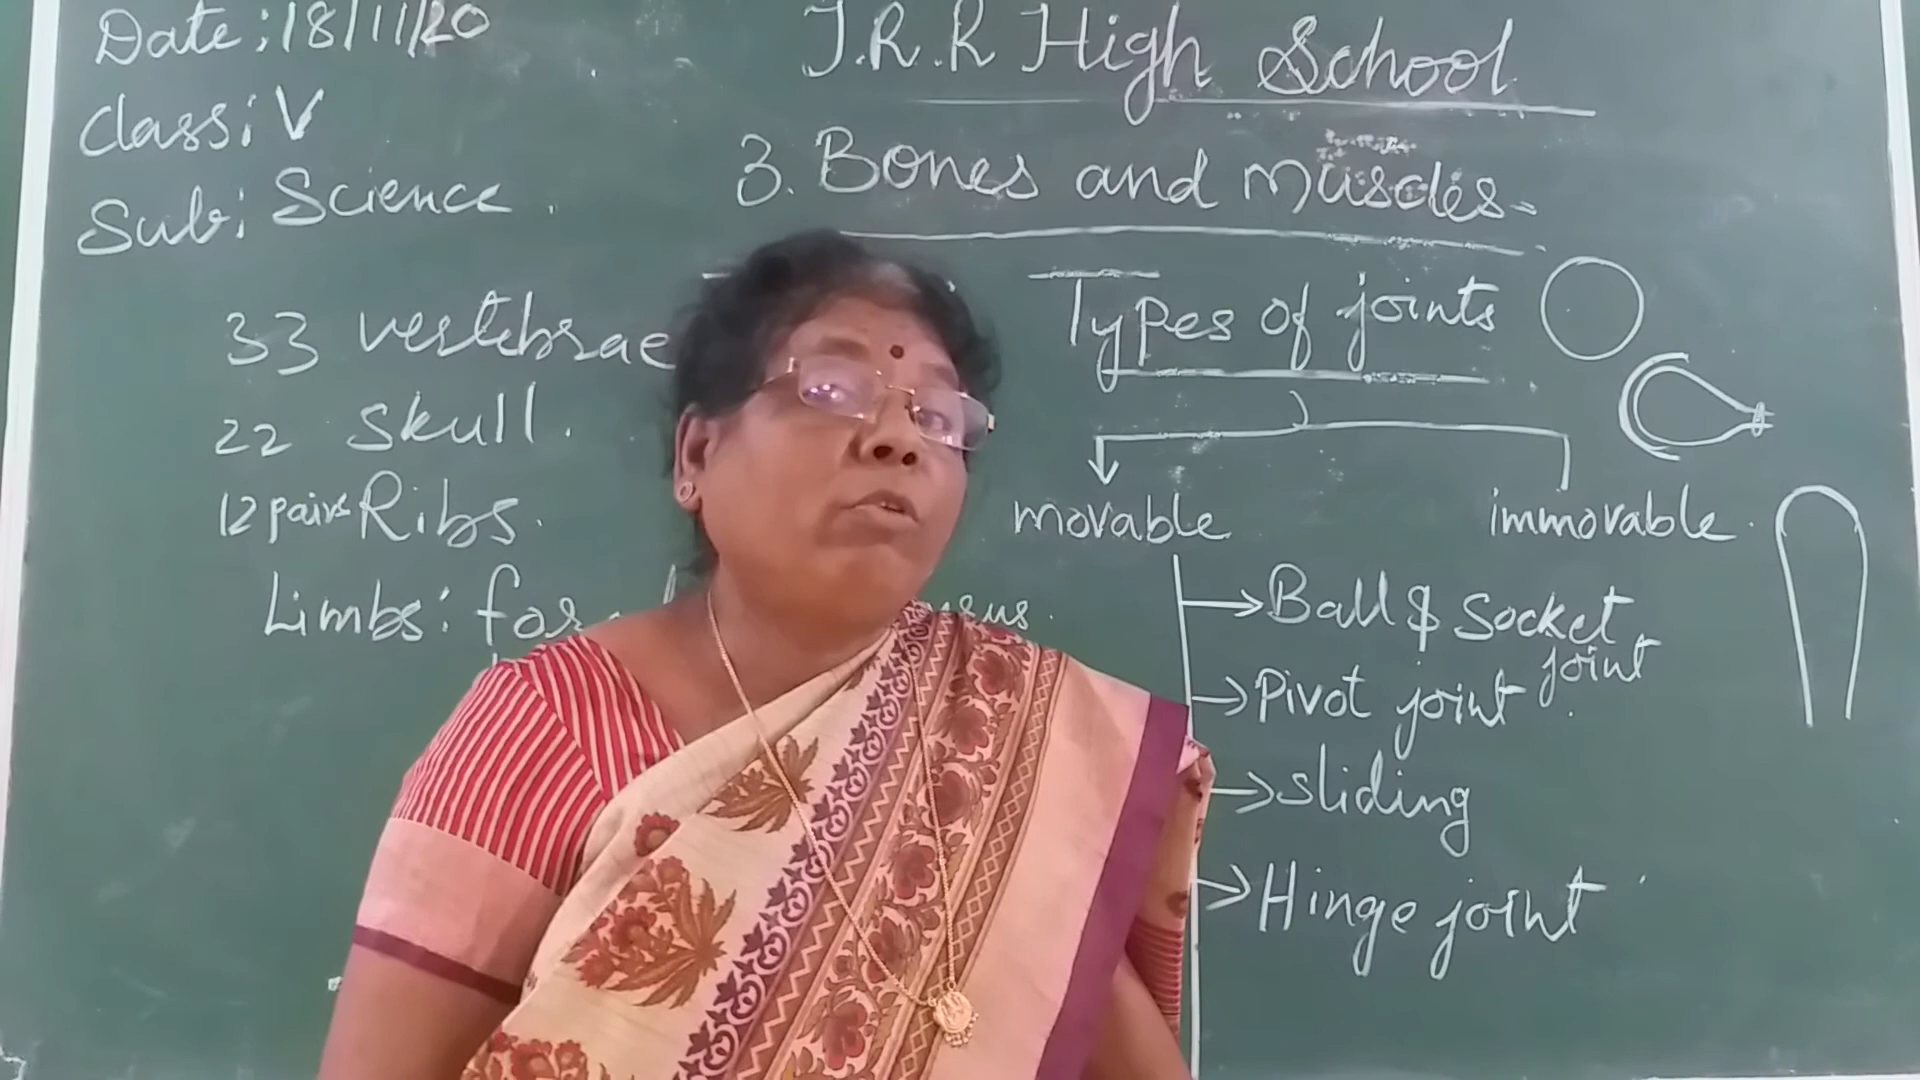 Date: 18/11/20
Class: V
Sub: Science.
J.R.R High School
3. Bones and Muscles
33 vertebrae
22 Skull.
12 pairs Ribs.
Limbs:
Types of joints
movable
immovable
Ball & Socket joint
Pivot joint
Sliding
Hinge joint